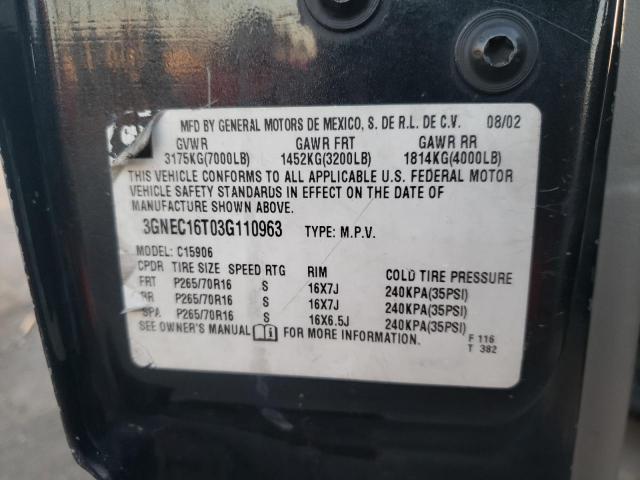 MFD BY GENERAL MOTORS DE MEXICO, S. DE R.L. DE C.V. 08/02
GVWR GAWR FRT GAWR RR
3175KG(7000LB) 1452KG(3200LB) 1814KG(4000LB)
THIS VEHICLE CONFORMS TO ALL APPLICABLE U.S. FEDERAL MOTOR
VEHICLE SAFETY STANDARDS IN EFFECT ON THE DATE OF
MANUFACTURE SHOWN ABOVE.
3GNEC16T03G110963 TYPE: M.P.V.
MODEL: C15906
CPDR TIRE SIZE SPEED RTG RIM COLD TIRE PRESSURE
FRT P265/70R16 S 16X7J 240KPA(35PSI)
RR P265/70R16 S 16X7J 240KPA(35PSI)
SPA P265/70R16 S 16X6.5J 240KPA(35PSI)
SEE OWNER'S MANUAL FOR MORE INFORMATION.
F 116
T 382